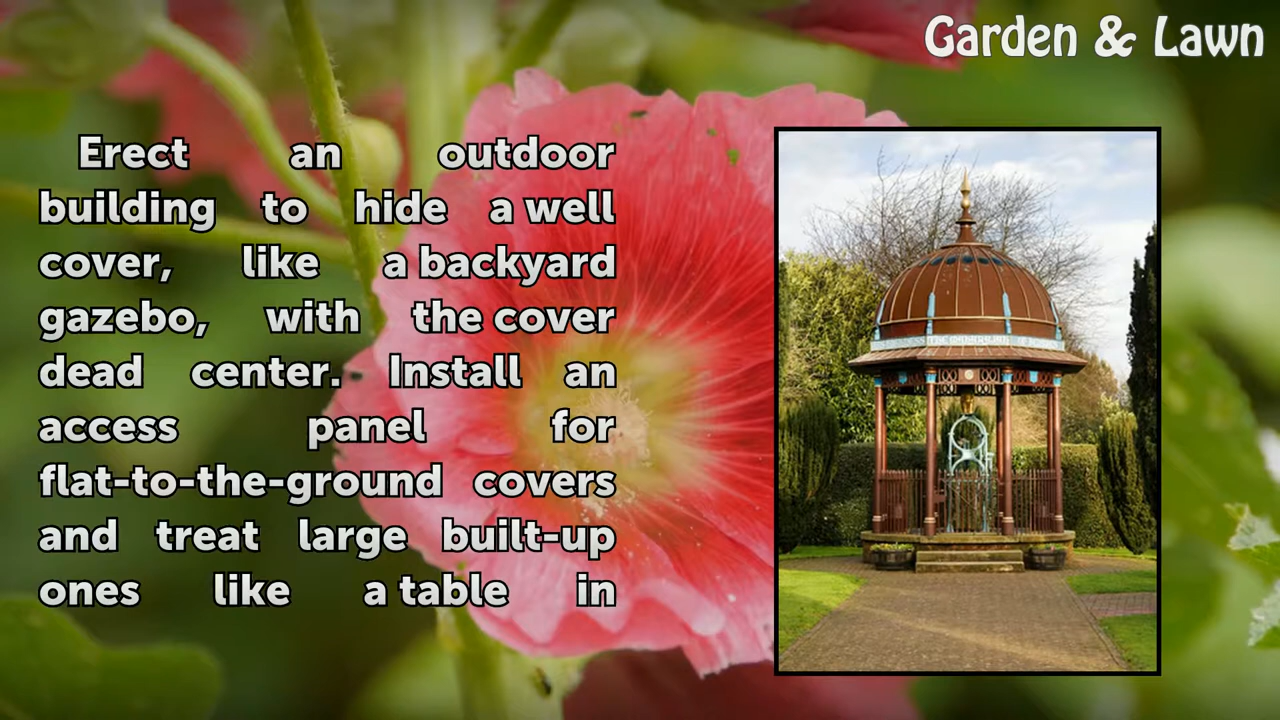 Garden & Lawn
Erect an outdoor
building to hide a well
cover, like a backyard
gazebo, with the cover
dead center. Install an
access panel for
flat-to-the-ground covers
and treat large built-up
ones like a table in